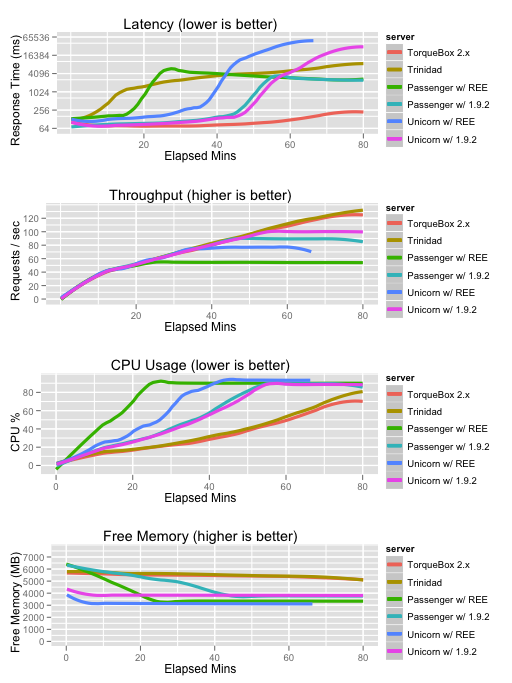 Latency (lower is better)
Response Time (ms)
65536
16384
4096
1024
256
64
20
40
60
80
Elapsed Mins
server
TorqueBox 2.x
Trinidad
Passenger w/ REE
Passenger w/ 1.9.2
Unicorn w/ REE
Unicorn w/ 1.9.2
Throughput (higher is better)
Requests / sec
120
100
80
60
40
20
0
20
40
60
80
Elapsed Mins
server
TorqueBox 2.x
Trinidad
Passenger w/ REE
Passenger w/ 1.9.2
Unicorn w/ REE
Unicorn w/ 1.9.2
CPU Usage (lower is better)
CPU %
80
60
40
20
0
0
20
40
60
80
Elapsed Mins
server
TorqueBox 2.x
Trinidad
Passenger w/ REE
Passenger w/ 1.9.2
Unicorn w/ REE
Unicorn w/ 1.9.2
Free Memory (higher is better)
Free Memory (MB)
7000
6000
5000
4000
3000
2000
1000
0
0
20
40
60
80
Elapsed Mins
server
TorqueBox 2.x
Trinidad
Passenger w/ REE
Passenger w/ 1.9.2
Unicorn w/ REE
Unicorn w/ 1.9.2